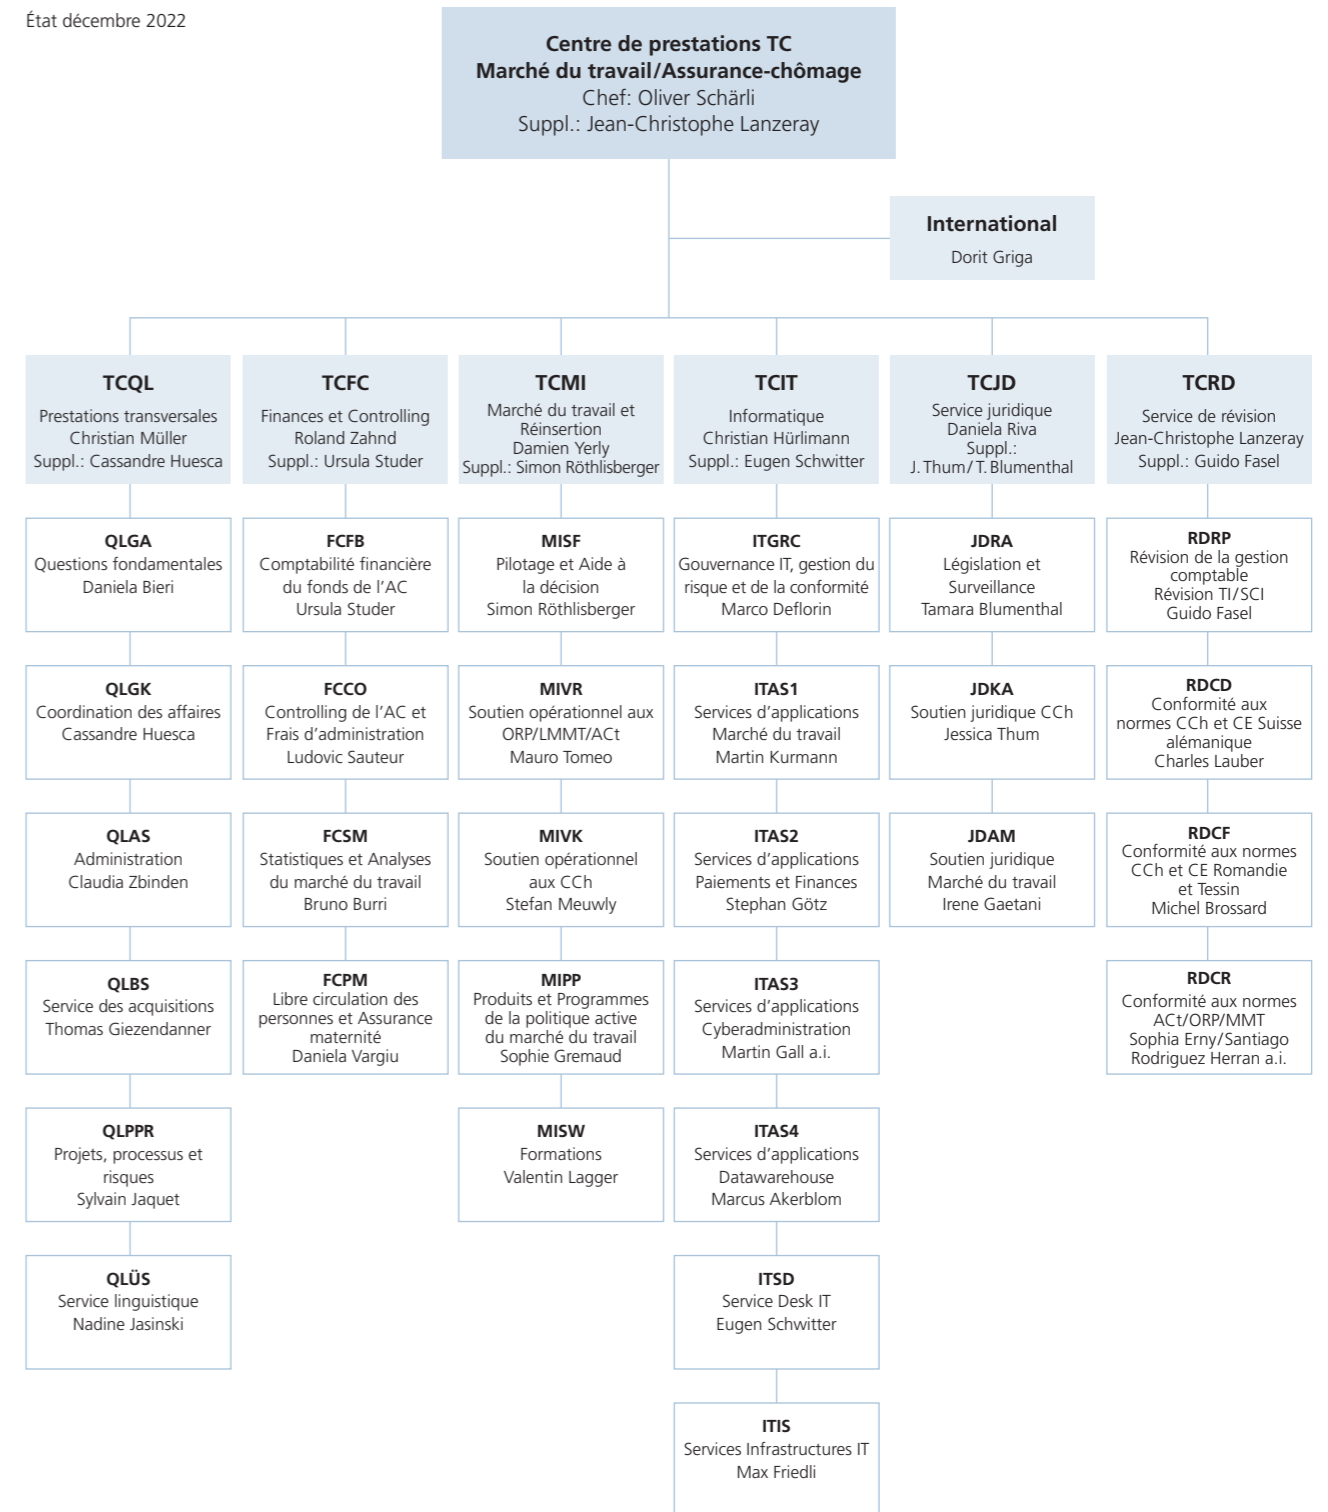 État décembre 2022
Centre de prestations TC
Marché du travail/Assurance-chômage
Chef: Oliver Schärli
Suppl.: Jean-Christophe Lanzeray
International
Dorit Griga
TCQL
Prestations transversales
Christian Müller
Suppl.: Cassandre Huesca
TCFC
Finances et Controlling
Roland Zahnd
Suppl.: Ursula Studer
TCMI
Marché du travail et
Réinsertion
Damien Yerly
Suppl.: Simon Röthlisberger
TCIT
Informatique
Christian Hürlimann
Suppl.: Eugen Schwitter
TCJD
Service juridique
Daniela Riva
Suppl.:
J. Thum/T. Blumenthal
TCRD
Service de révision
Jean-Christophe Lanzeray
Suppl.: Guido Fasel
QLGA
Questions fondamentales
Daniela Bieri
FCFB
Comptabilité financière
du fonds de l'AC
Ursula Studer
MISF
Pilotage et Aide à
la décision
Simon Röthlisberger
ITGRC
Gouvernance IT, gestion du
risque et de la conformité
Marco Deflorin
JDRA
Législation et
Surveillance
Tamara Blumenthal
RDRP
Révision de la gestion
comptable
Révision TI/SCI
Guido Fasel
QLGK
Coordination des affaires
Cassandre Huesca
FCCO
Controlling de l'AC et
Frais d'administration
Ludovic Sauteur
MIVR
Soutien opérationnel aux
ORP/LMMT/ACt
Mauro Tomeo
ITAS1
Services d'applications
Marché du travail
Martin Kurmann
JDKA
Soutien juridique CCh
Jessica Thum
RDCD
Conformité aux
normes CCh et CE Suisse
alémanique
Charles Lauber
QLAS
Administration
Claudia Zbinden
FCSM
Statistiques et Analyses
du marché du travail
Bruno Burri
MIVK
Soutien opérationnel
aux CCh
Stefan Meuwly
ITAS2
Services d'applications
Paiements et Finances
Stephan Götz
JDAM
Soutien juridique
Marché du travail
Irene Gaetani
RDCF
Conformité aux normes
CCh et CE Romandie
et Tessin
Michel Brossard
QLBS
Service des acquisitions
Thomas Giezendanner
FCPM
Libre circulation des
personnes et Assurance
maternité
Daniela Vargiu
MIPP
Produits et Programmes
de la politique active
du marché du travail
Sophie Gremaud
ITAS3
Services d'applications
Cyberadministration
Martin Gall a.i.
RDCR
Conformité aux normes
ACt/ORP/MMT
Sophia Erny/Santiago
Rodriguez Herran a.i.
QLPPR
Projets, processus et
risques
Sylvain Jaquet
MISW
Formations
Valentin Lagger
ITAS4
Services d'applications
Datawarehouse
Marcus Akerblom
QLÜS
Service linguistique
Nadine Jasinski
ITSD
Service Desk IT
Eugen Schwitter
ITIS
Services Infrastructures IT
Max Friedli